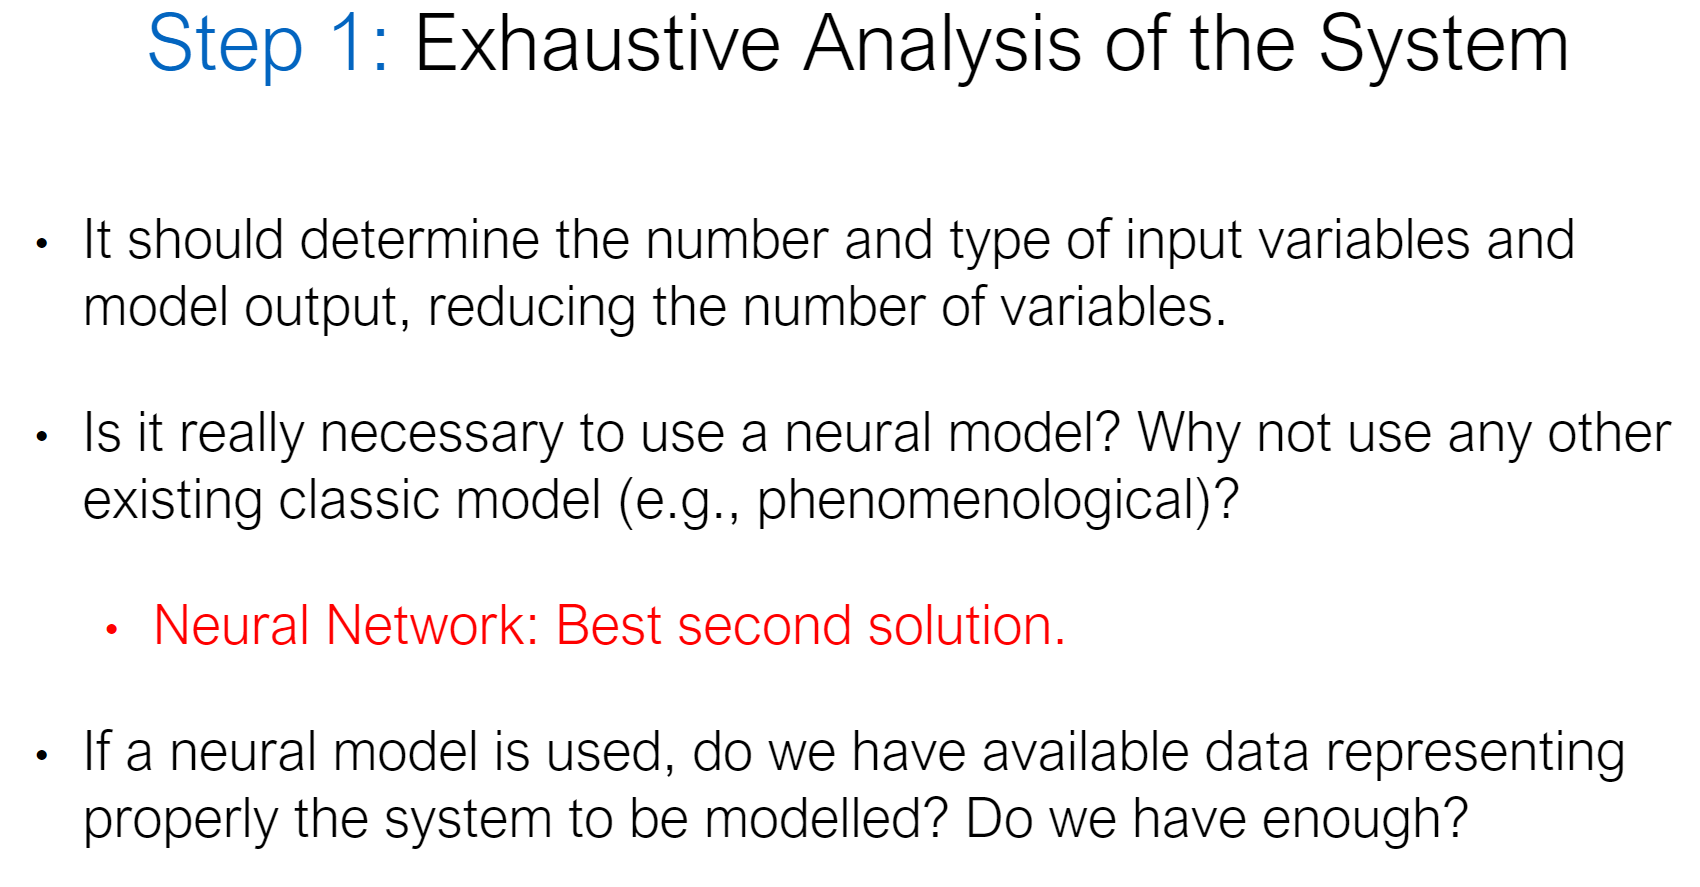 Step 1: Exhaustive Analysis of the System
• It should determine the number and type of input variables and
model output, reducing the number of variables.
• Is it really necessary to use a neural model? Why not use any other
existing classic model (e.g., phenomenological)?
• Neural Network: Best second solution.
• If a neural model is used, do we have available data representing
properly the system to be modelled? Do we have enough?